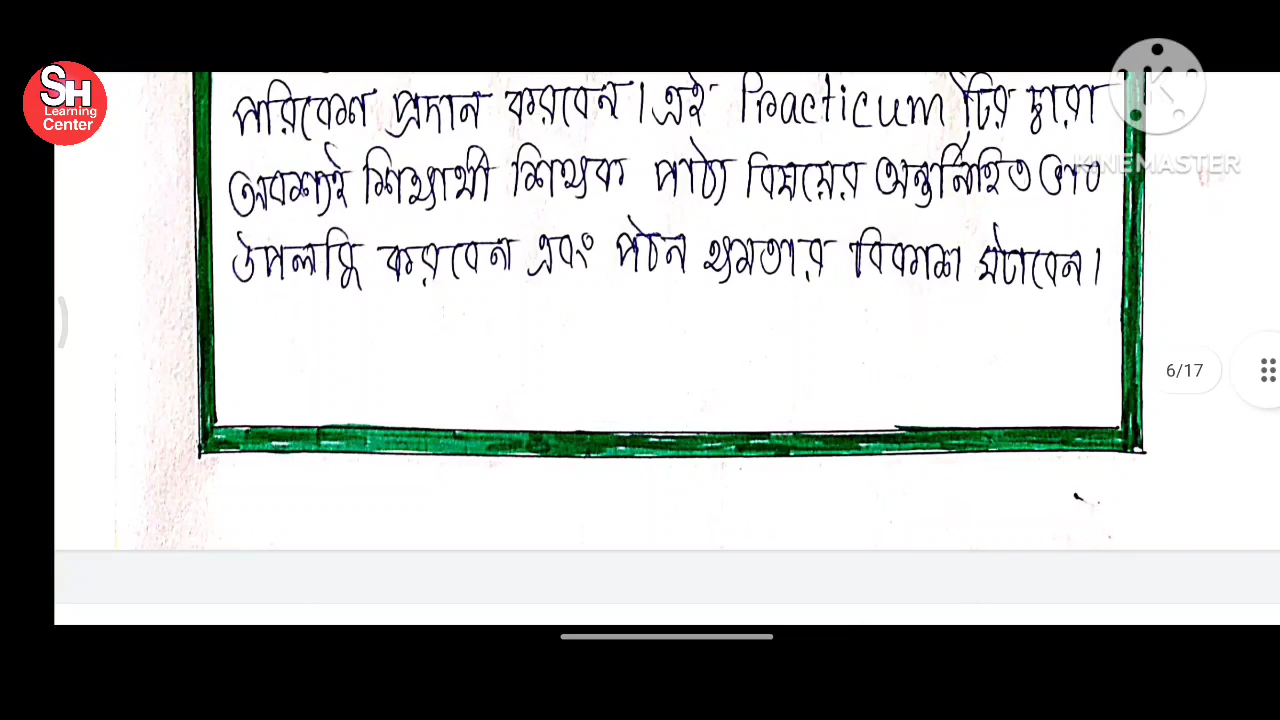 SH
Learning
Center
KINEMASTER
পরিবেশ প্রদান করবেন। এই Practicum টির দ্বারা
অবশ্যই শিক্ষার্থী শিক্ষক পাঠ্য বিষয়ের অন্তর্নিহিত ভাব
উপলব্ধি করবেন এবং পঠন ক্ষমতার বিকাশ ঘটাবেন।
6/17